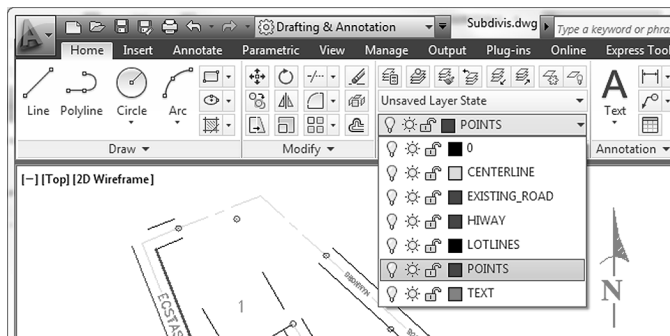 Drafting & Annotation
Subdivis.dwg
Type a keyword or phra
Home Insert Annotate Parametric View Manage Output Plug-ins Online Express Tool
Line Polyline Circle Arc
Unsaved Layer State
POINTS
Text
Draw
Modify
Annotation
0
CENTERLINE
EXISTING_ROAD
HIWAY
LOTLINES
POINTS
TEXT
[−] [Top] [2D Wireframe]
ECSTAS
1
N